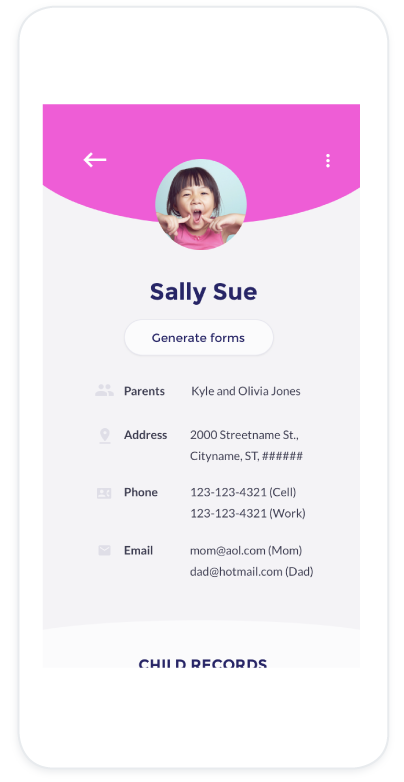 Sally Sue
Generate forms
Parents Kyle and Olivia Jones
Address 2000 Streetname St.,
Cityname, ST, ######
Phone 123-123-4321 (Cell)
123-123-4321 (Work)
Email mom@aol.com (Mom)
dad@hotmail.com (Dad)
CHILD RECORDS